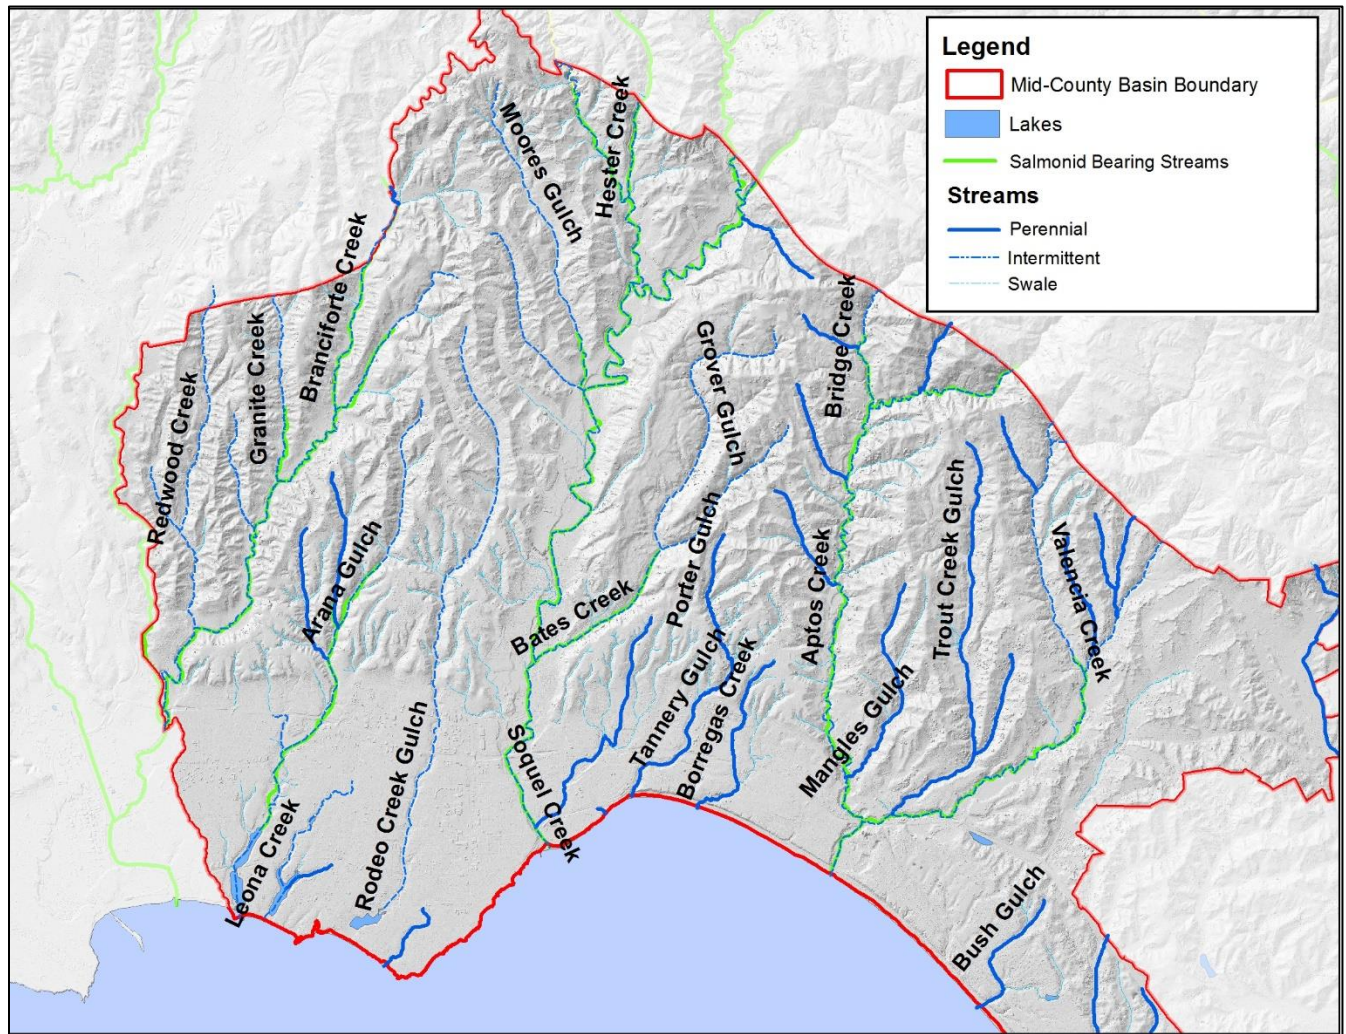 Legend
Mid-County Basin Boundary
Lakes
Salmonid Bearing Streams
Streams
Perennial
Intermittent
Swale
Moores Gulch
Hester Creek
Branciforte Creek
Granite Creek
Redwood Creek
Grover Gulch
Bridge Creek
Arana Gulch
Porter Gulch
Aptos Creek
Trout Creek Gulch
Valencia Creek
Bates Creek
Tannery Gulch
Borregas Creek
Mangles Gulch
Soquel Creek
Rodeo Creek Gulch
Leona Creek
Bush Gulch